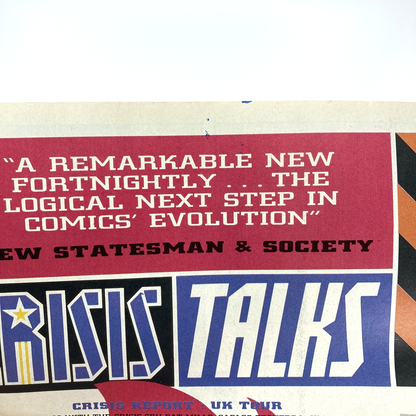 “A REMARKABLE NEW
FORTNIGHTLY ... THE
LOGICAL NEXT STEP IN
COMICS’ EVOLUTION”
EW STATESMAN & SOCIETY
RISIS TALKS
CRISIS REPORT - UK TOUR